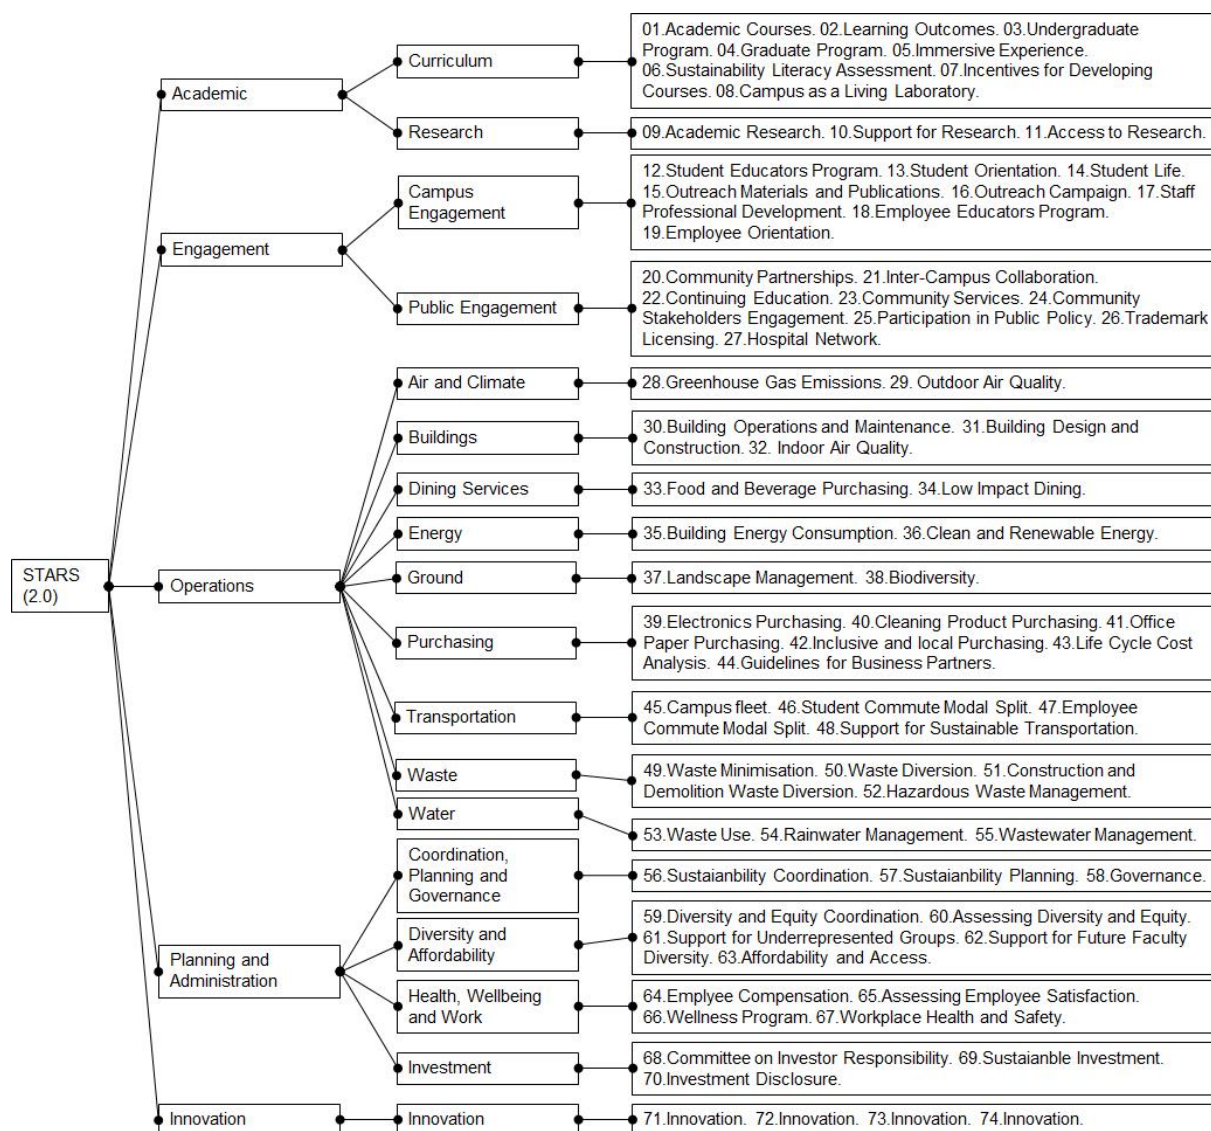 STARS
(2.0)
Academic
Curriculum
01.Academic Courses. 02.Learning Outcomes. 03.Undergraduate
Program. 04.Graduate Program. 05.Immersive Experience.
06.Sustainability Literacy Assessment. 07.Incentives for Developing
Courses. 08.Campus as a Living Laboratory.
Research
09.Academic Research. 10.Support for Research. 11.Access to Research.
Engagement
Campus
Engagement
12.Student Educators Program. 13.Student Orientation. 14.Student Life.
15.Outreach Materials and Publications. 16.Outreach Campaign. 17.Staff
Professional Development. 18.Employee Educators Program.
19.Employee Orientation.
Public Engagement
20.Community Partnerships. 21.Inter-Campus Collaboration.
22.Continuing Education. 23.Community Services. 24.Community
Stakeholders Engagement. 25.Participation in Public Policy. 26.Trademark
Licensing. 27.Hospital Network.
Operations
Air and Climate
28.Greenhouse Gas Emissions. 29. Outdoor Air Quality.
Buildings
30.Building Operations and Maintenance. 31.Building Design and
Construction. 32. Indoor Air Quality.
Dining Services
33.Food and Beverage Purchasing. 34.Low Impact Dining.
Energy
35.Building Energy Consumption. 36.Clean and Renewable Energy.
Ground
37.Landscape Management. 38.Biodiversity.
Purchasing
39.Electronics Purchasing. 40.Cleaning Product Purchasing. 41.Office
Paper Purchasing. 42.Inclusive and local Purchasing. 43.Life Cycle Cost
Analysis. 44.Guidelines for Business Partners.
Transportation
45.Campus fleet. 46.Student Commute Modal Split. 47.Employee
Commute Modal Split. 48.Support for Sustainable Transportation.
Waste
49.Waste Minimisation. 50.Waste Diversion. 51.Construction and
Demolition Waste Diversion. 52.Hazardous Waste Management.
Water
53.Waste Use. 54.Rainwater Management. 55.Wastewater Management.
Planning and
Administration
Coordination,
Planning and
Governance
56.Sustaianbility Coordination. 57.Sustaianbility Planning. 58.Governance.
Diversity and
Affordability
59.Diversity and Equity Coordination. 60.Assessing Diversity and Equity.
61.Support for Underrepresented Groups. 62.Support for Future Faculty
Diversity. 63.Affordability and Access.
Health, Wellbeing
and Work
64.Emplyee Compensation. 65.Assessing Employee Satisfaction.
66.Wellness Program. 67.Workplace Health and Safety.
Investment
68.Committee on Investor Responsibility. 69.Sustaianble Investment.
70.Investment Disclosure.
Innovation
Innovation
71.Innovation. 72.Innovation. 73.Innovation. 74.Innovation.